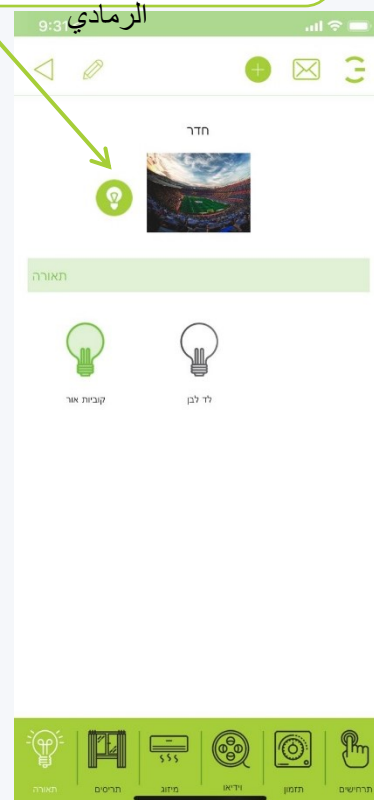 الرمادي
9:31
חדר
תאורה
קוביות אור
לד לבן
תאורה
תריסים
מיזוג
וידיאו
תזמון
תרחישים